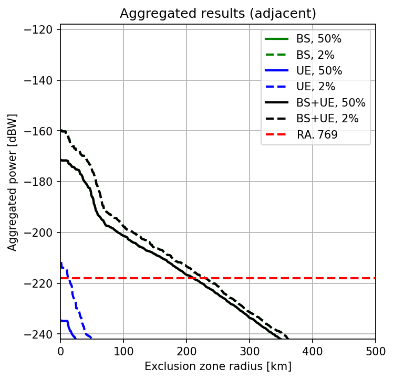 Aggregated results (adjacent)
BS, 50%
BS, 2%
UE, 50%
UE, 2%
BS+UE, 50%
BS+UE, 2%
RA. 769
Aggregated power [dBW]
−120
−140
−160
−180
−200
−220
−240
0 100 200 300 400 500
Exclusion zone radius [km]